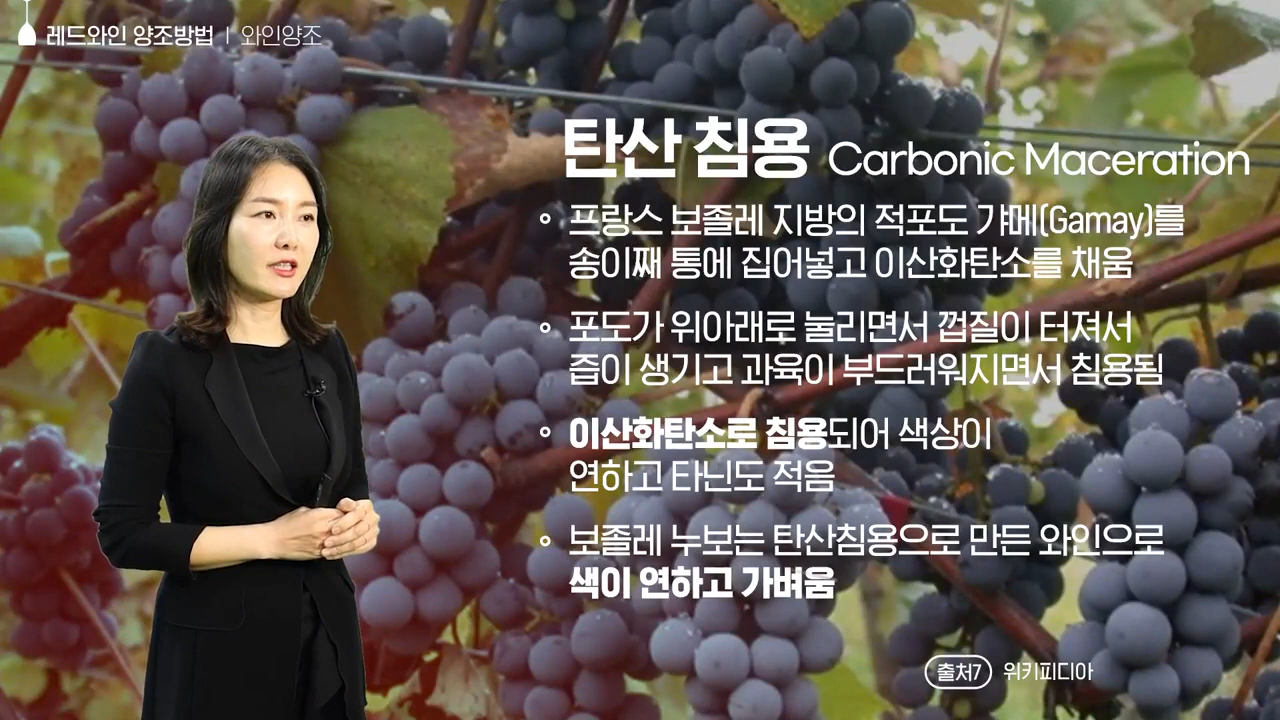 레드와인 양조방법 | 와인양조
탄산 침용 Carbonic Maceration
프랑스 보졸레 지방의 적포도 갸메(Gamay)를
송이째 통에 집어넣고 이산화탄소를 채움
포도가 위아래로 눌리면서 껍질이 터져서
즙이 생기고 과육이 부드러워지면서 침용됨
이산화탄소로 침용되어 색상이
연하고 타닌도 적음
보졸레 누보는 탄산침용으로 만든 와인으로
색이 연하고 가벼움
출처7 위키피디아